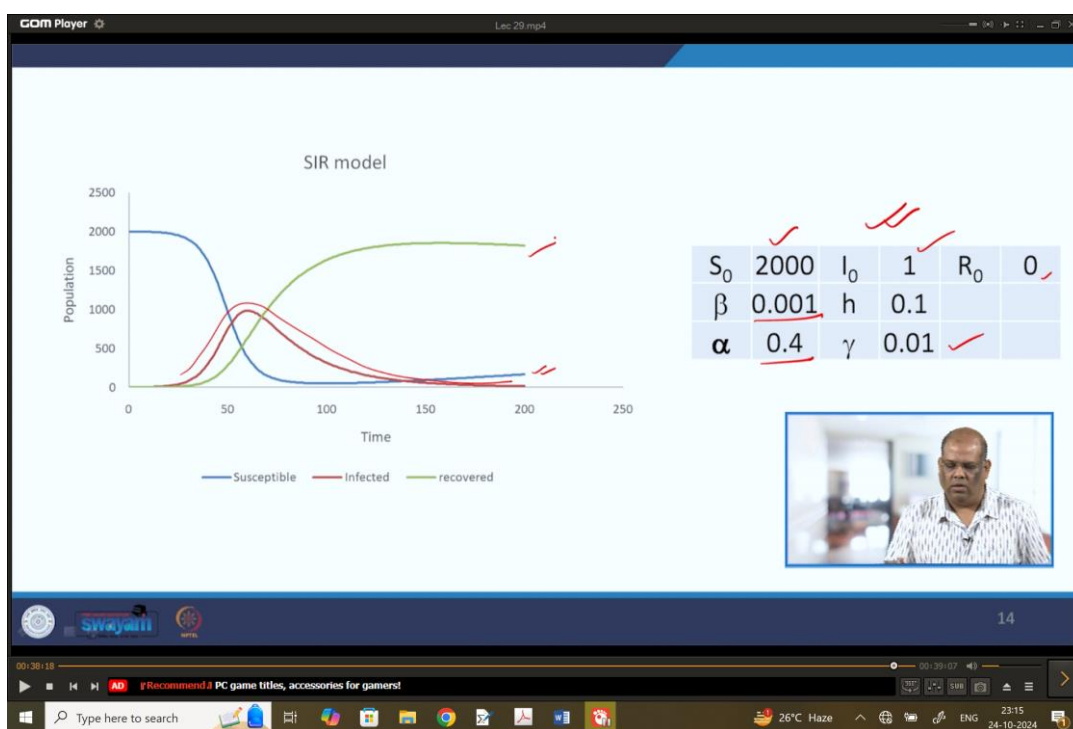 GOM Player
Lec 29.mp4
SIR model
Population
2500
2000
1500
1000
500
0
0 50 100 150 200 250
Time
Susceptible Infected recovered
S₀ 2000 I₀ 1 R₀ 0
β 0.001 h 0.1
α 0.4 γ 0.01
swayam
NPTEL
14
00:38:18
00:39:07
AD
PC game titles, accessories for gamers!
360°
SUB
Type here to search
26°C Haze
ENG
23:15
24-10-2024